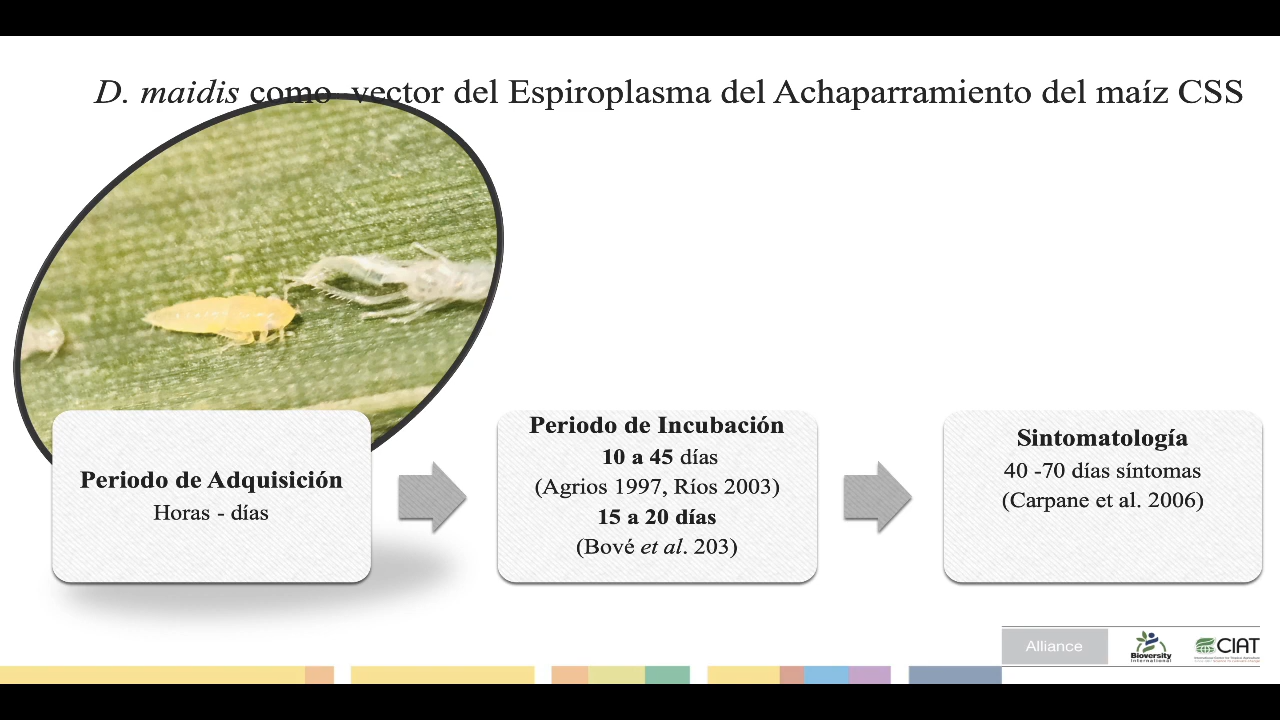 D. maidis como vector del Espiroplasma del Achaparramiento del maíz CSS
Periodo de Adquisición
Horas - días
Periodo de Incubación
10 a 45 días
(Agrios 1997, Ríos 2003)
15 a 20 días
(Bové et al. 203)
Sintomatología
40 -70 días síntomas
(Carpane et al. 2006)
Alliance
Bioversity
International
CIAT